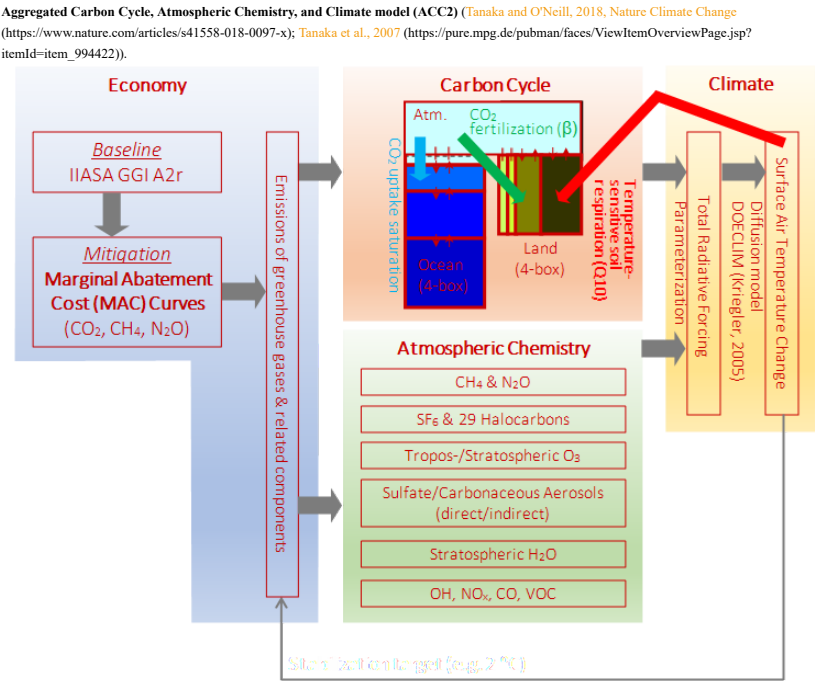 Aggregated Carbon Cycle, Atmospheric Chemistry, and Climate model (ACC2) (Tanaka and O'Neill, 2018, Nature Climate Change
(https://www.nature.com/articles/s41558-018-0097-x); Tanaka et al., 2007 (https://pure.mpg.de/pubman/faces/ViewItemOverviewPage.jsp?
itemId=item_994422)).
Economy
Baseline
IIASA GGI A2r
Mitigation
Marginal Abatement
Cost (MAC) Curves
(CO₂, CH₄, N₂O)
Emissions of greenhouse gases & related components
Carbon Cycle
Atm.
CO₂
fertilization (β)
CO₂ uptake saturation
Ocean
(4-box)
Land
(4-box)
Temperature-
sensitive soil
respiration (Q10)
Atmospheric Chemistry
CH₄ & N₂O
SF₆ & 29 Halocarbons
Tropos-/Stratospheric O₃
Sulfate/Carbonaceous Aerosols
(direct/indirect)
Stratospheric H₂O
OH, NOₓ, CO, VOC
Climate
Parameterization
Total Radiative Forcing
Diffusion model
DOECLIM (Kriegler, 2005)
Surface Air Temperature Change
Stabilization target (e.g. 2 °C)